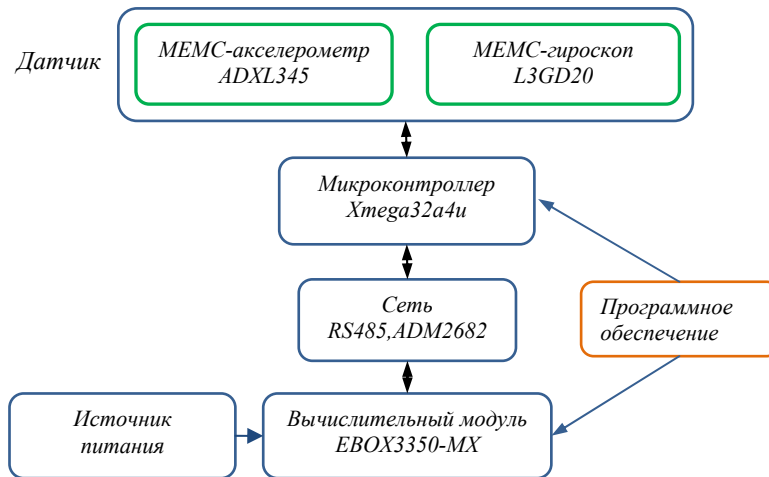 Датчик
МЕМС-акселерометр
ADXL345
МЕМС-гироскоп
L3GD20
Микроконтроллер
Xmega32a4u
Сеть
RS485,ADM2682
Программное
обеспечение
Источник
питания
Вычислительный модуль
EBOX3350-MX